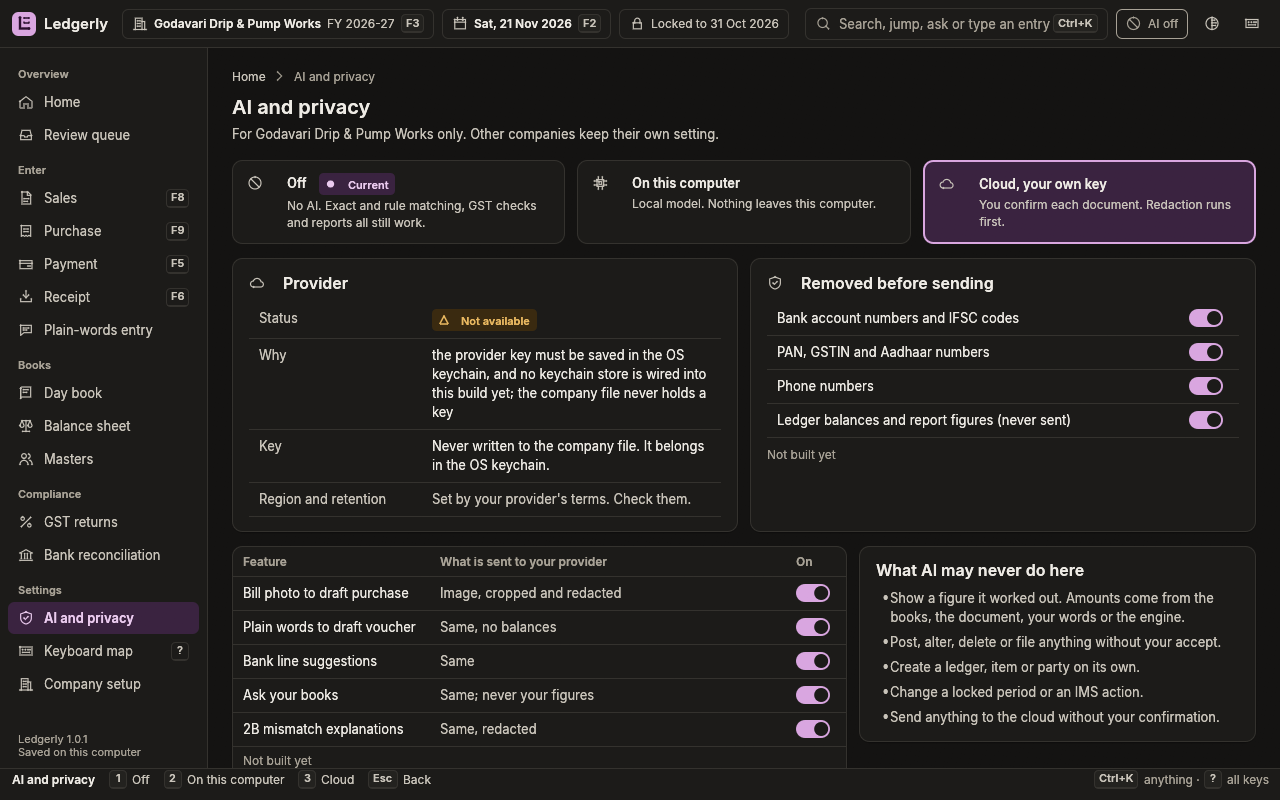 Ledgerly
Godavari Drip & Pump Works FY 2026-27 F3
Sat, 21 Nov 2026 F2
Locked to 31 Oct 2026
Search, jump, ask or type an entry Ctrl+K
AI off
Overview
Home
Review queue
Enter
Sales F8
Purchase F9
Payment F5
Receipt F6
Plain-words entry
Books
Day book
Balance sheet
Masters
Compliance
GST returns
Bank reconciliation
Settings
AI and privacy
Keyboard map ?
Company setup
Ledgerly 1.0.1
Saved on this computer
Home > AI and privacy
AI and privacy
For Godavari Drip & Pump Works only. Other companies keep their own setting.
Off Current
No AI. Exact and rule matching, GST checks
and reports all still work.
On this computer
Local model. Nothing leaves this computer.
Cloud, your own key
You confirm each document. Redaction runs
first.
Provider
Status Not available
Why the provider key must be saved in the OS
keychain, and no keychain store is wired into
this build yet; the company file never holds a
key
Key Never written to the company file. It belongs
in the OS keychain.
Region and retention Set by your provider's terms. Check them.
Removed before sending
Bank account numbers and IFSC codes
PAN, GSTIN and Aadhaar numbers
Phone numbers
Ledger balances and report figures (never sent)
Not built yet
Feature What is sent to your provider On
Bill photo to draft purchase Image, cropped and redacted
Plain words to draft voucher Same, no balances
Bank line suggestions Same
Ask your books Same; never your figures
2B mismatch explanations Same, redacted
Not built yet
What AI may never do here
•Show a figure it worked out. Amounts come from the
books, the document, your words or the engine.
•Post, alter, delete or file anything without your accept.
•Create a ledger, item or party on its own.
•Change a locked period or an IMS action.
•Send anything to the cloud without your confirmation.
AI and privacy 1 Off 2 On this computer 3 Cloud Esc Back
Ctrl+K anything · ? all keys